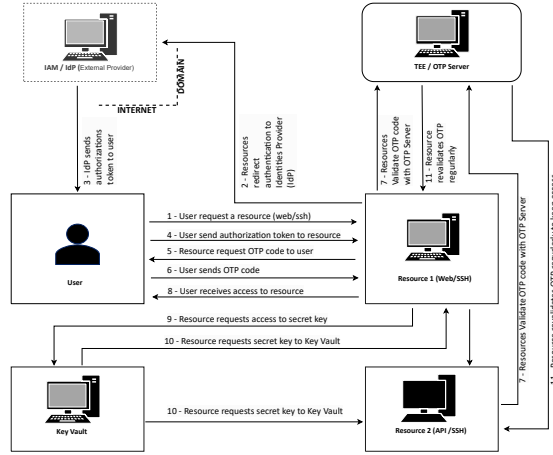 IAM / IdP (External Provider)
TEE / OTP Server
INTERNET
DOMAIN
3 - IdP sends
authorizations
token to user
2 - Resources
redirect
authentication to
Identities Provider
(IdP)
7 - Resources
Validate OTP code
with OTP Server
11 - Resource
revalidates OTP
regurlarly
1 - User request a resource (web/ssh)
4 - User send authorization token to resource
5 - Resource request OTP code to user
6 - User sends OTP code
8 - User receives access to resource
User
Resource 1 (Web/SSH)
9 - Resource requests access to secret key
10 - Resource requests secret key to Key Vault
7 - Resources Validate OTP code with OTP Server
10 - Resource requests secret key to Key Vault
Key Vault
Resource 2 (API /SSH)